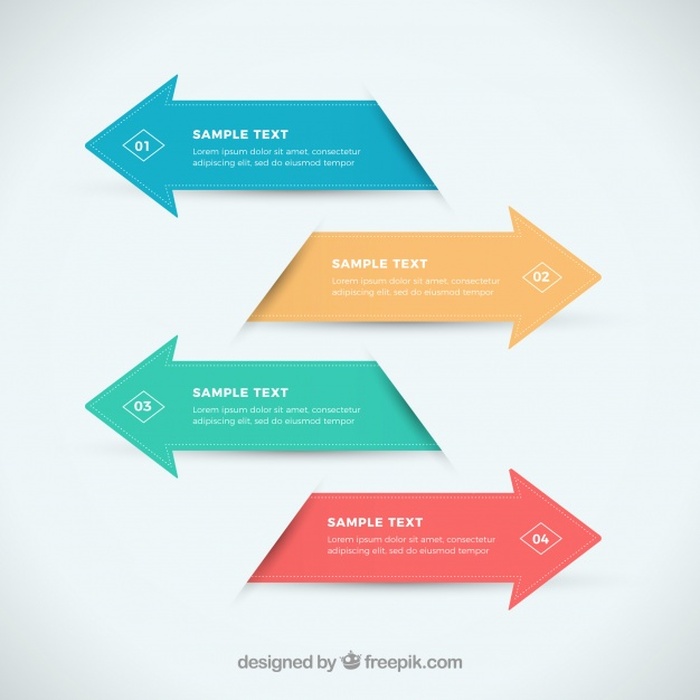 01
SAMPLE TEXT
Lorem ipsum dolor sit amet, consectetur
adipiscing elit, sed do eiusmod tempor
SAMPLE TEXT
Lorem ipsum dolor sit amet, consectetur
adipiscing elit, sed do eiusmod tempor
02
03
SAMPLE TEXT
Lorem ipsum dolor sit amet, consectetur
adipiscing elit, sed do eiusmod tempor
SAMPLE TEXT
Lorem ipsum dolor sit amet, consectetur
adipiscing elit, sed do eiusmod tempor
04
designed by freepik.com